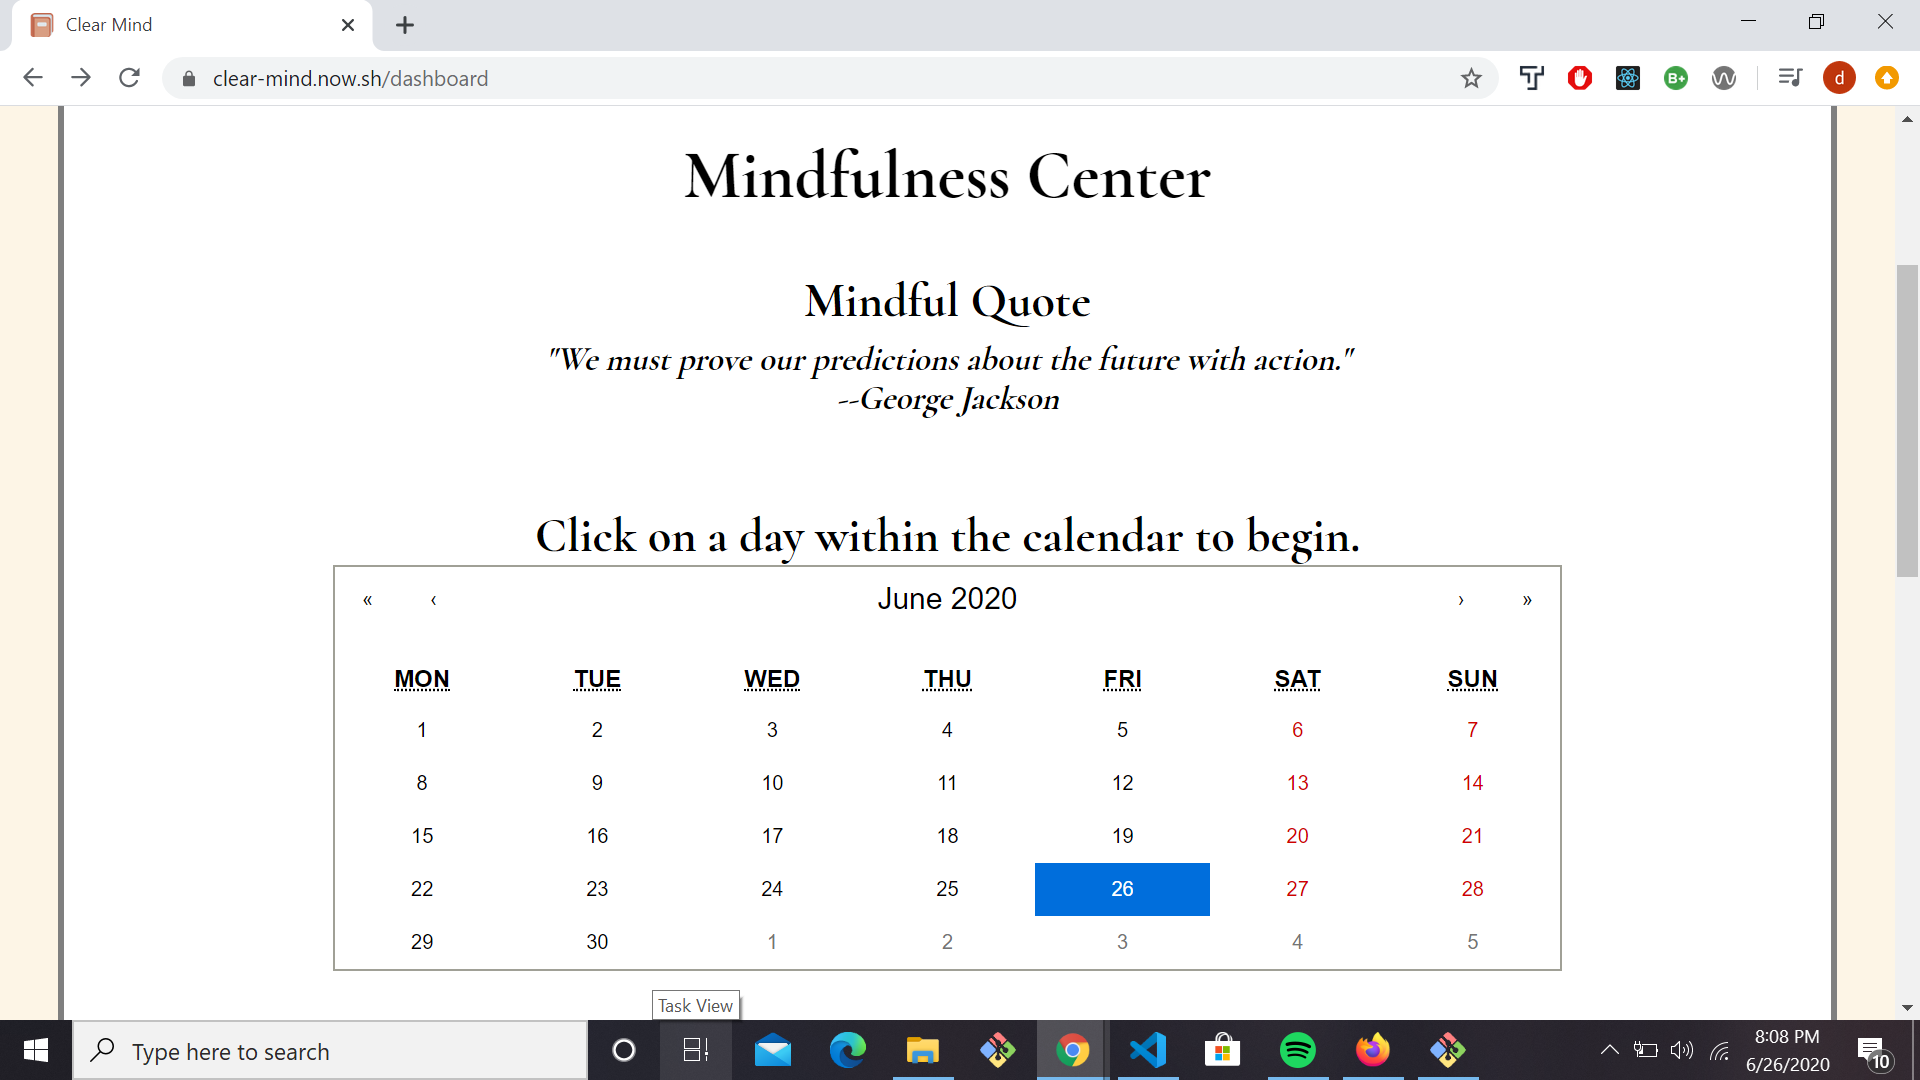 Clear Mind
clear-mind.now.sh/dashboard
B+
d
Mindfulness Center
Mindful Quote
"We must prove our predictions about the future with action."
--George Jackson
Click on a day within the calendar to begin.
« ‹ June 2020 › »
MON TUE WED THU FRI SAT SUN
1 2 3 4 5 6 7
8 9 10 11 12 13 14
15 16 17 18 19 20 21
22 23 24 25 26 27 28
29 30 1 2 3 4 5
Task View
Type here to search
8:08 PM
6/26/2020
10